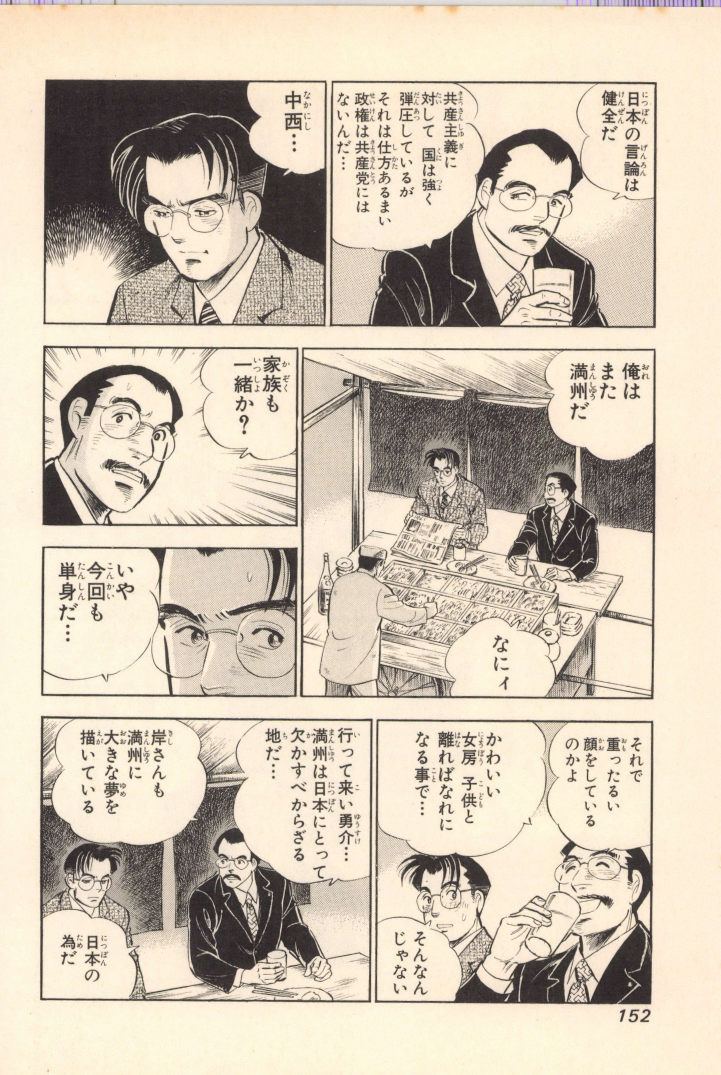 日本の言論は
健全だ
共産主義に
対して 国は強く
弾圧しているが
それは仕方あるまい
政権は共産党には
ないんだ…
中西…
俺は
また
満州だ
なにィ
家族も
一緒か?
いや
今回も
単身だ…
それで
重ったるい
顔をしている
のかよ
かわいい
女房 子供と
離ればなれに
なる事で…
そんなん
じゃない
行って来い勇介…
満州は日本にとって
欠かすべからざる
地だ…
岸さんも
満州に
大きな夢を
描いている
日本の
為だ
152